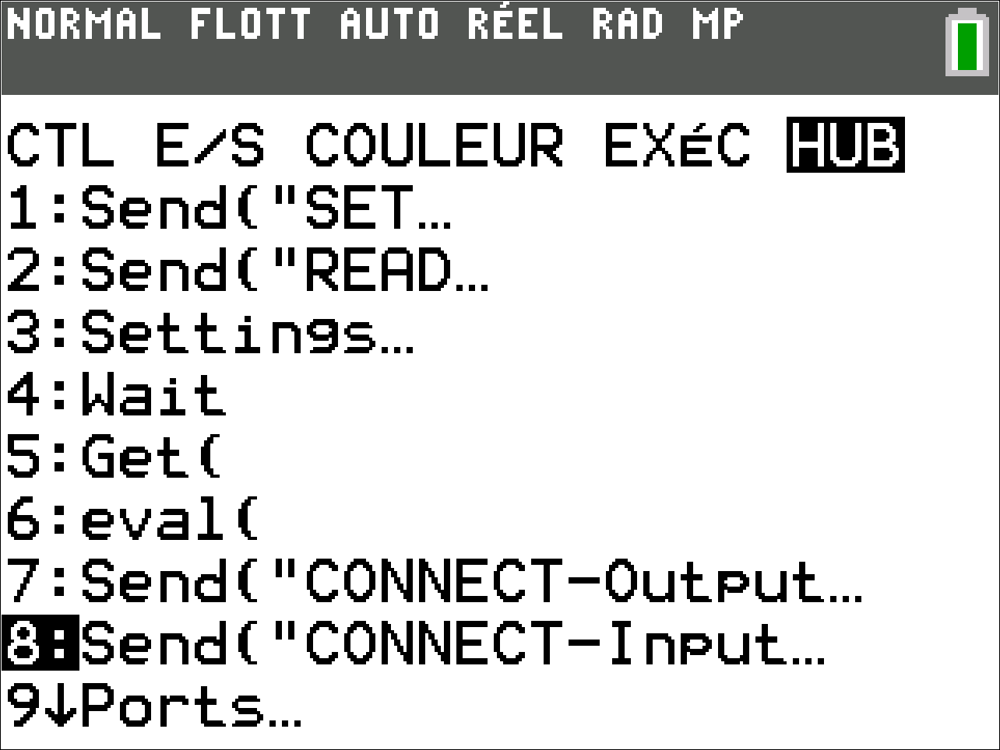 NORMAL FLOTT AUTO RÉEL RAD MP
CTL E/S COULEUR EXéC HUB
1:Send("SET…
2:Send("READ…
3:Settings…
4:Wait
5:Get(
6:eval(
7:Send("CONNECT-Output…
8:Send("CONNECT-Input…
9↓Ports…